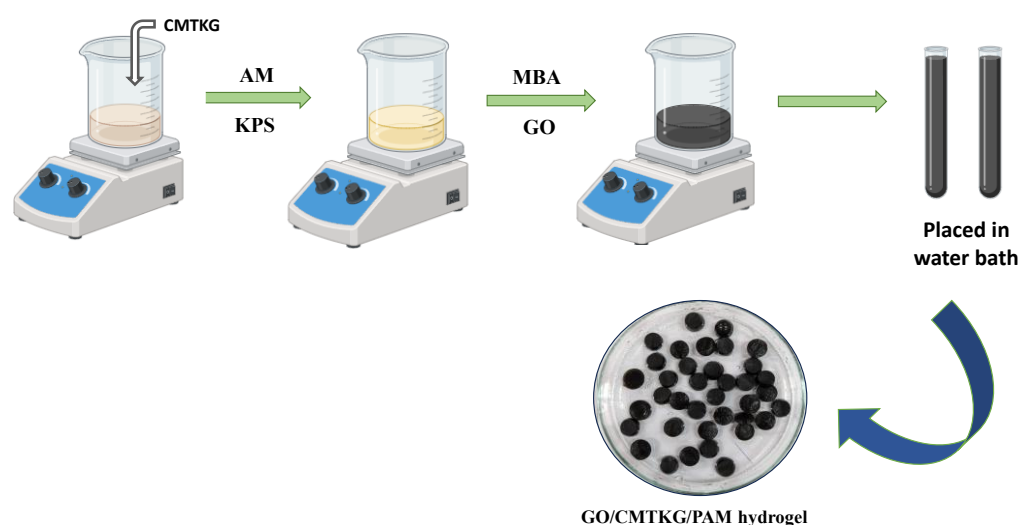 CMTKG
AM
KPS
MBA
GO
Placed in
water bath
GO/CMTKG/PAM hydrogel